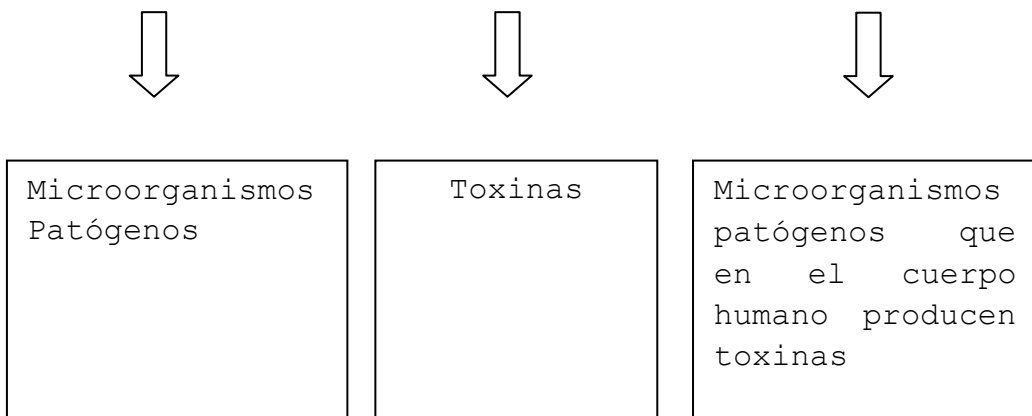 Microorganismos
Patógenos
Toxinas
Microorganismos
patógenos que
en el cuerpo
humano producen
toxinas